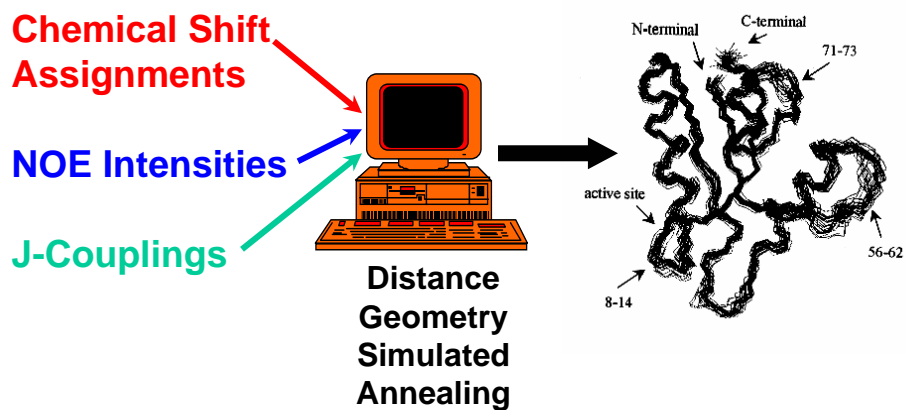 Chemical Shift
Assignments
NOE Intensities
J-Couplings
Distance
Geometry
Simulated
Annealing
N-terminal
C-terminal
71-73
active site
56-62
8-14